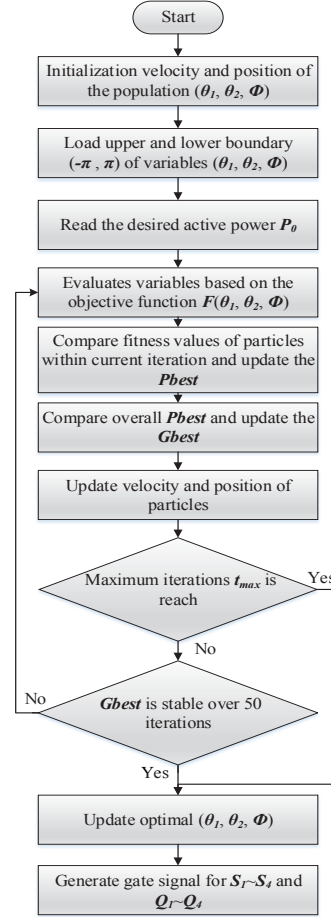 Start
Initialization velocity and position of
the population (θ1, θ2, Φ)
Load upper and lower boundary
(-π , π) of variables (θ1, θ2, Φ)
Read the desired active power P0
Evaluates variables based on the
objective function F(θ1, θ2, Φ)
Compare fitness values of particles
within current iteration and update the
Pbest
Compare overall Pbest and update the
Gbest
Update velocity and position of
particles
Maximum iterations tmax is
reach
Yes
No
Gbest is stable over 50
iterations
No
Yes
Update optimal (θ1, θ2, Φ)
Generate gate signal for S1~S4 and
Q1~Q4